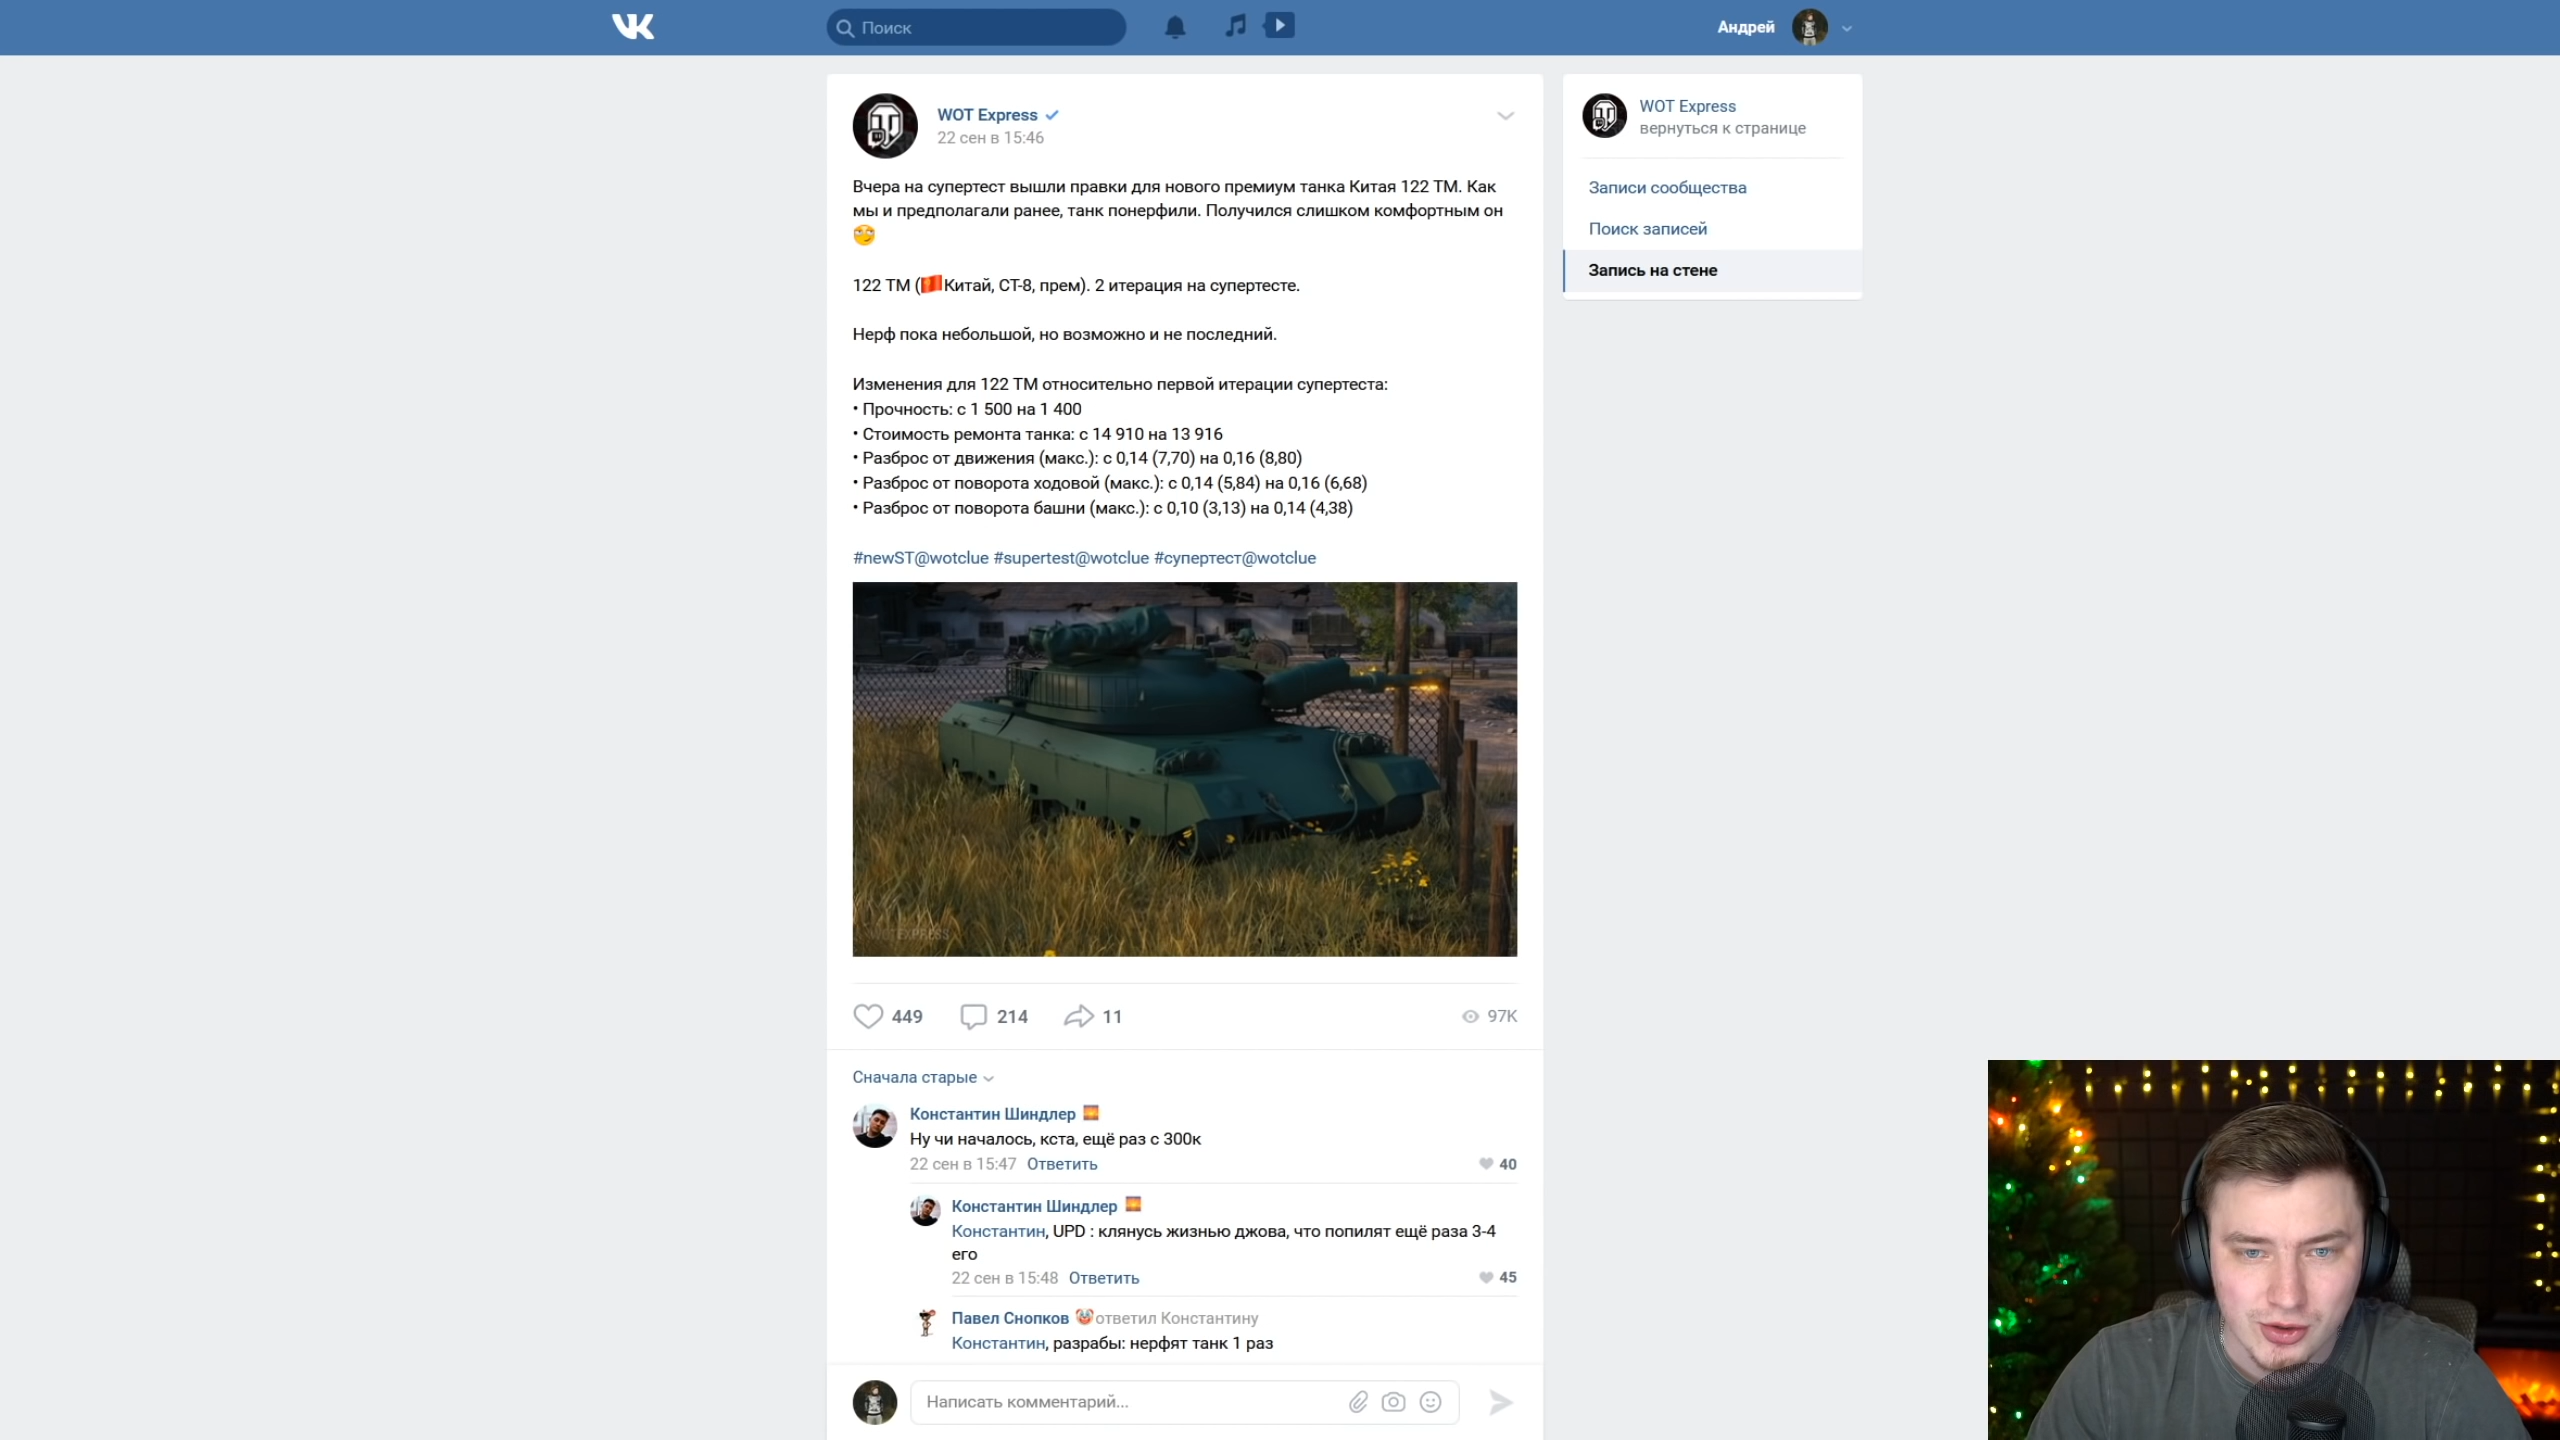 Поиск
Андрей
WOT Express
22 сен в 15:46
Вчера на супертест вышли правки для нового премиум танка Китая 122 TM. Как
мы и предполагали ранее, танк понерфили. Получился слишком комфортным он
122 TM (Китай, СТ-8, прем). 2 итерация на супертесте.
Нерф пока небольшой, но возможно и не последний.
Изменения для 122 TM относительно первой итерации супертеста:
• Прочность: с 1 500 на 1 400
• Стоимость ремонта танка: с 14 910 на 13 916
• Разброс от движения (макс.): с 0,14 (7,70) на 0,16 (8,80)
• Разброс от поворота ходовой (макс.): с 0,14 (5,84) на 0,16 (6,68)
• Разброс от поворота башни (макс.): с 0,10 (3,13) на 0,14 (4,38)
#newST@wotclue #supertest@wotclue #супертест@wotclue
WOTEXPRESS
449 214 11 97K
Сначала старые
Константин Шиндлер
Ну чи началось, кста, ещё раз с 300к
22 сен в 15:47 Ответить 40
Константин Шиндлер
Константин, UPD : клянусь жизнью джова, что попилят ещё раза 3-4
его
22 сен в 15:48 Ответить 45
Павел Снопков ответил Константину
Константин, разрабы: нерфят танк 1 раз
Написать комментарий...
WOT Express
вернуться к странице
Записи сообщества
Поиск записей
Запись на стене